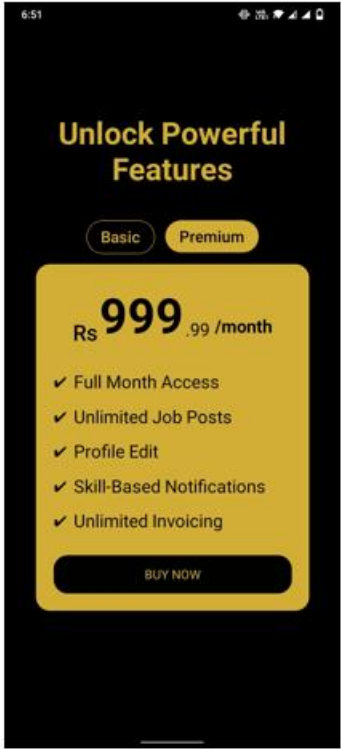 6:51
Unlock Powerful
Features
Basic Premium
Rs 999 .99 /month
✔ Full Month Access
✔ Unlimited Job Posts
✔ Profile Edit
✔ Skill-Based Notifications
✔ Unlimited Invoicing
BUY NOW